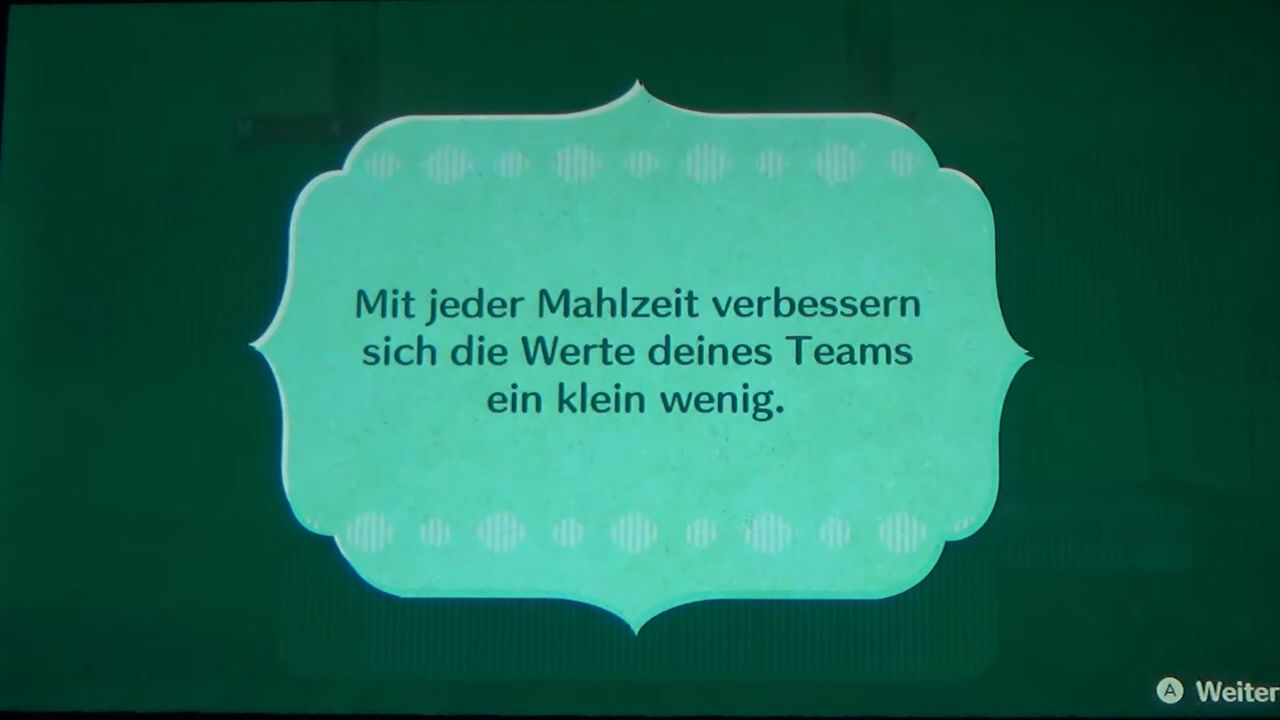 Mit jeder Mahlzeit verbessern
sich die Werte deines Teams
ein klein wenig.
A Weiter